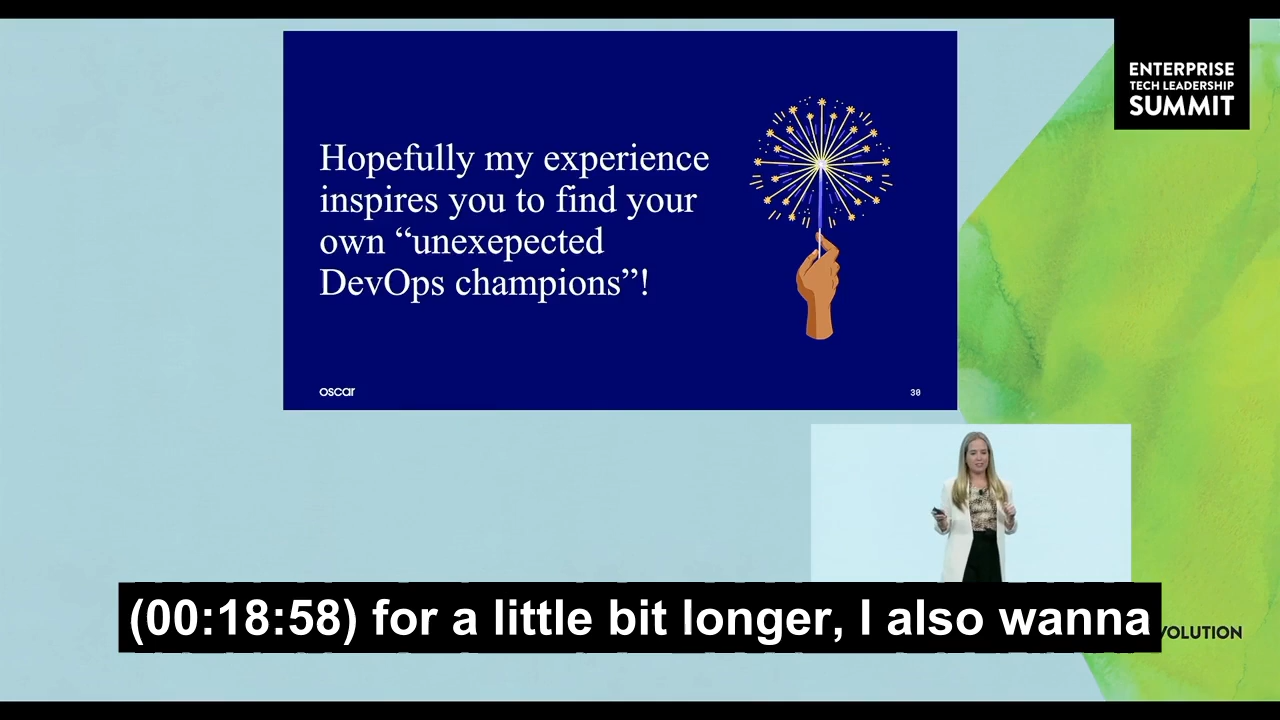 ENTERPRISE
TECH LEADERSHIP
SUMMIT
Hopefully my experience
inspires you to find your
own “unexepected
DevOps champions”!
oscar
30
(00:18:58) for a little bit longer, I also wanna
VOLUTION